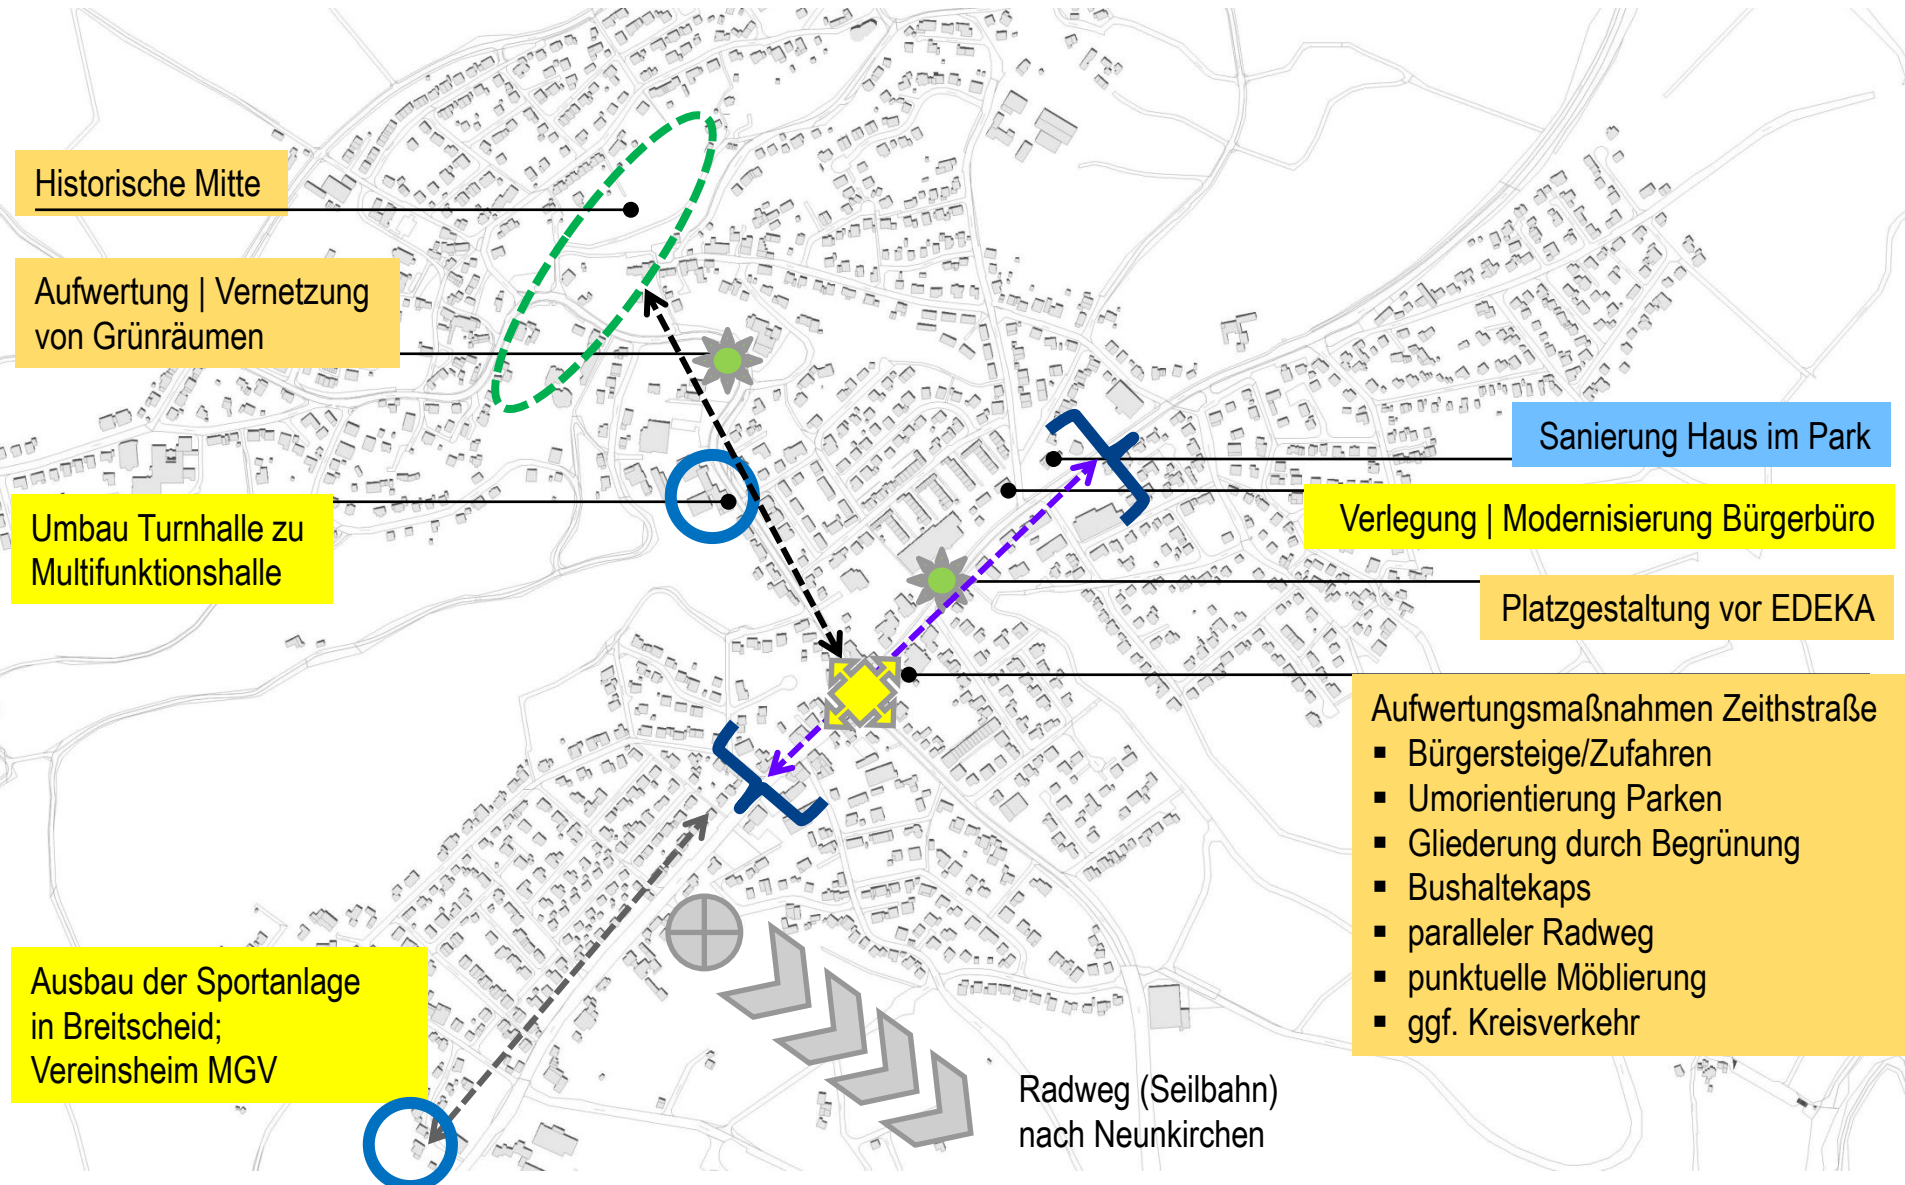 Historische Mitte
Aufwertung | Vernetzung
von Grünräumen
Umbau Turnhalle zu
Multifunktionshalle
Ausbau der Sportanlage
in Breitscheid;
Vereinsheim MGV
Sanierung Haus im Park
Verlegung | Modernisierung Bürgerbüro
Platzgestaltung vor EDEKA
Aufwertungsmaßnahmen Zeithstraße
▪ Bürgersteige/Zufahren
▪ Umorientierung Parken
▪ Gliederung durch Begrünung
▪ Bushaltekaps
▪ paralleler Radweg
▪ punktuelle Möblierung
▪ ggf. Kreisverkehr
Radweg (Seilbahn)
nach Neunkirchen